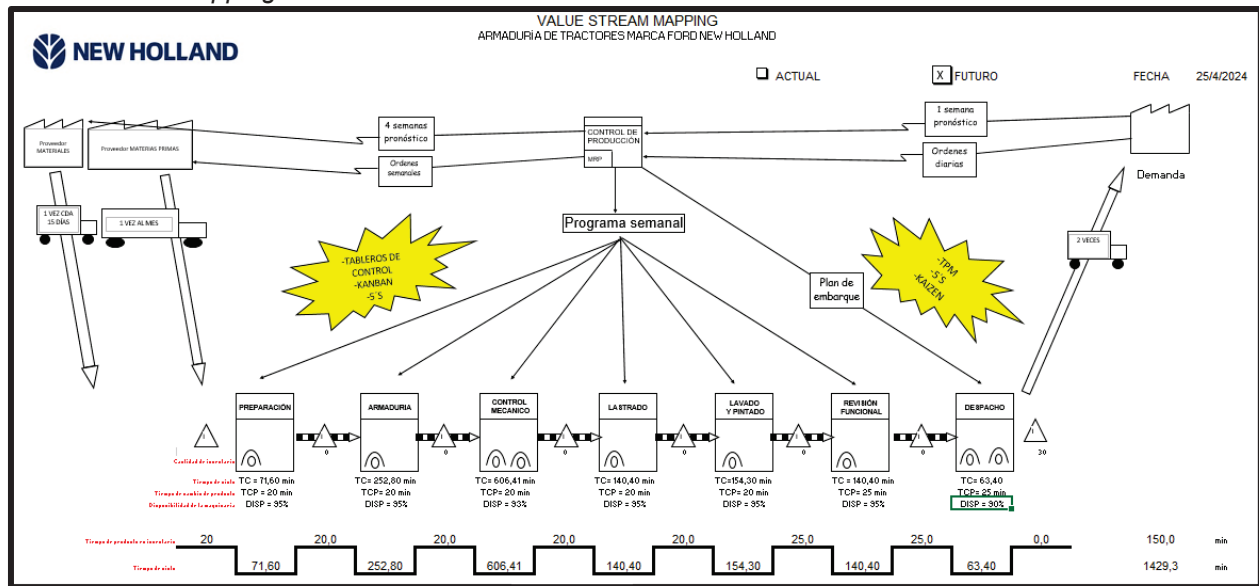 VALUE STREAM MAPPING
ARMADURÍA DE TRACTORES MARCA FORD NEW HOLLAND
NEW HOLLAND
ACTUAL
X FUTURO
FECHA 25/4/2024
Proveedor
MATERIALES
Proveedor MATERIAS PRIMAS
4 semanas
pronóstico
Ordenes
semanales
CONTROL DE
PRODUCCIÓN
MRP
1 semana
pronóstico
Ordenes
diarias
Demanda
1 VEZ CDA
15 DÍAS
1 VEZ AL MES
Programa semanal
2 VECES
-TABLEROS DE
CONTROL
-KANBAN
-5´S
-TPM
-5´S
-KAIZEN
Plan de
embarque
PREPARACIÓN
ARMADURIA
CONTROL
MECANICO
LASTRADO
LAVADO
Y PINTADO
REVISIÓN
FUNCIONAL
DESPACHO
I I I I I I I I
0 0 0 0 0 0 30
Cantidad de inventario
Tiempo de ciclo TC = 71,60 min TC= 252,80 min TC= 606,41 min TC= 140,40 min TC=154,30 min TC = 140,40 min TC= 63,40
Tiempo de cambio de producto TCP = 20 min TCP= 20 min TCP = 20 min TCP = 20 min TCP= 20 min TCP = 25 min TCP= 25 min
Disponibilidad de la maquinaria DISP = 95% DISP = 95% DISP = 93% DISP = 95% DISP = 95% DISP = 95% DISP = 90%
Tiempo de producto en inventario 20 20,0 20,0 20,0 20,0 25,0 25,0 0,0 150,0 min
Tiempo de ciclo 71,60 252,80 606,41 140,40 154,30 140,40 63,40 1429,3 min